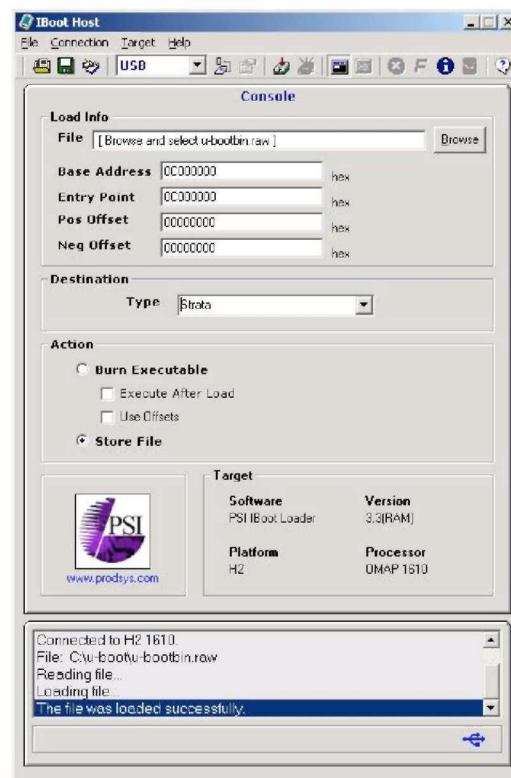 IBoot Host
File Connection Target Help
USB
Console
Load Info
File [ Browse and select u-bootbin.raw ] Browse
Base Address 0C000000 hex
Entry Point 0C000000 hex
Pos Offset 00000000 hex
Neg Offset 00000000 hex
Destination
Type Strata
Action
Burn Executable
Execute After Load
Use Offsets
Store File
PSI
www.prodsys.com
Target
Software Version
PSI IBoot Loader 3.3(RAM)
Platform Processor
H2 OMAP 1610
Connected to H2 1610.
File: C:\u-boot\u-bootbin.raw
Reading file...
Loading file...
The file was loaded successfully.